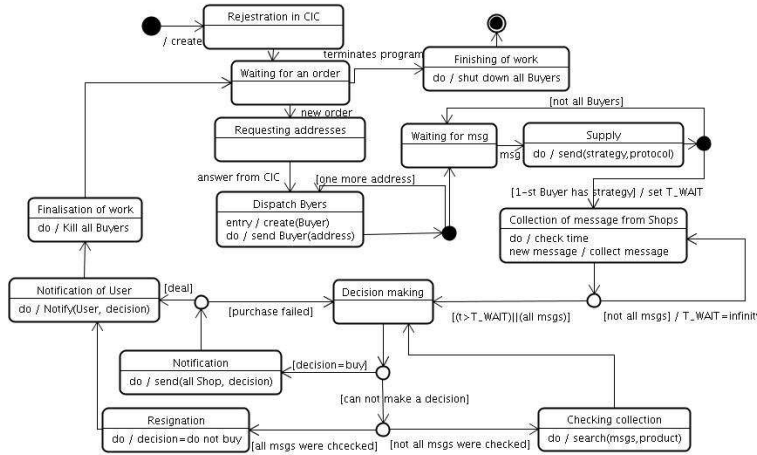 Rejestration in CIC
/ create
terminates program
Finishing of work
do / shut down all Buyers
Waiting for an order
new order
[not all Buyers]
Requesting addresses
Waiting for msg
msg
Supply
do / send(strategy,protocol)
answer from CIC
[one more address]
[1-st Buyer has strategy] / set T_WAIT
Finalisation of work
do / Kill all Buyers
Dispatch Byers
entry / create(Buyer)
do / send Buyer(address)
Collection of message from Shops
do / check time
new message / collect message
Notification of User
do / Notify(User, decision)
[deal]
[purchase failed]
Decision making
[(t>T_WAIT)||(all msgs)]
[not all msgs] / T_WAIT=infinity
Notification
do / send(all Shop, decision)
[decision=buy]
[can not make a decision]
Resignation
do / decision=do not buy
[all msgs were chcecked]
[not all msgs were checked]
Checking collection
do / search(msgs,product)